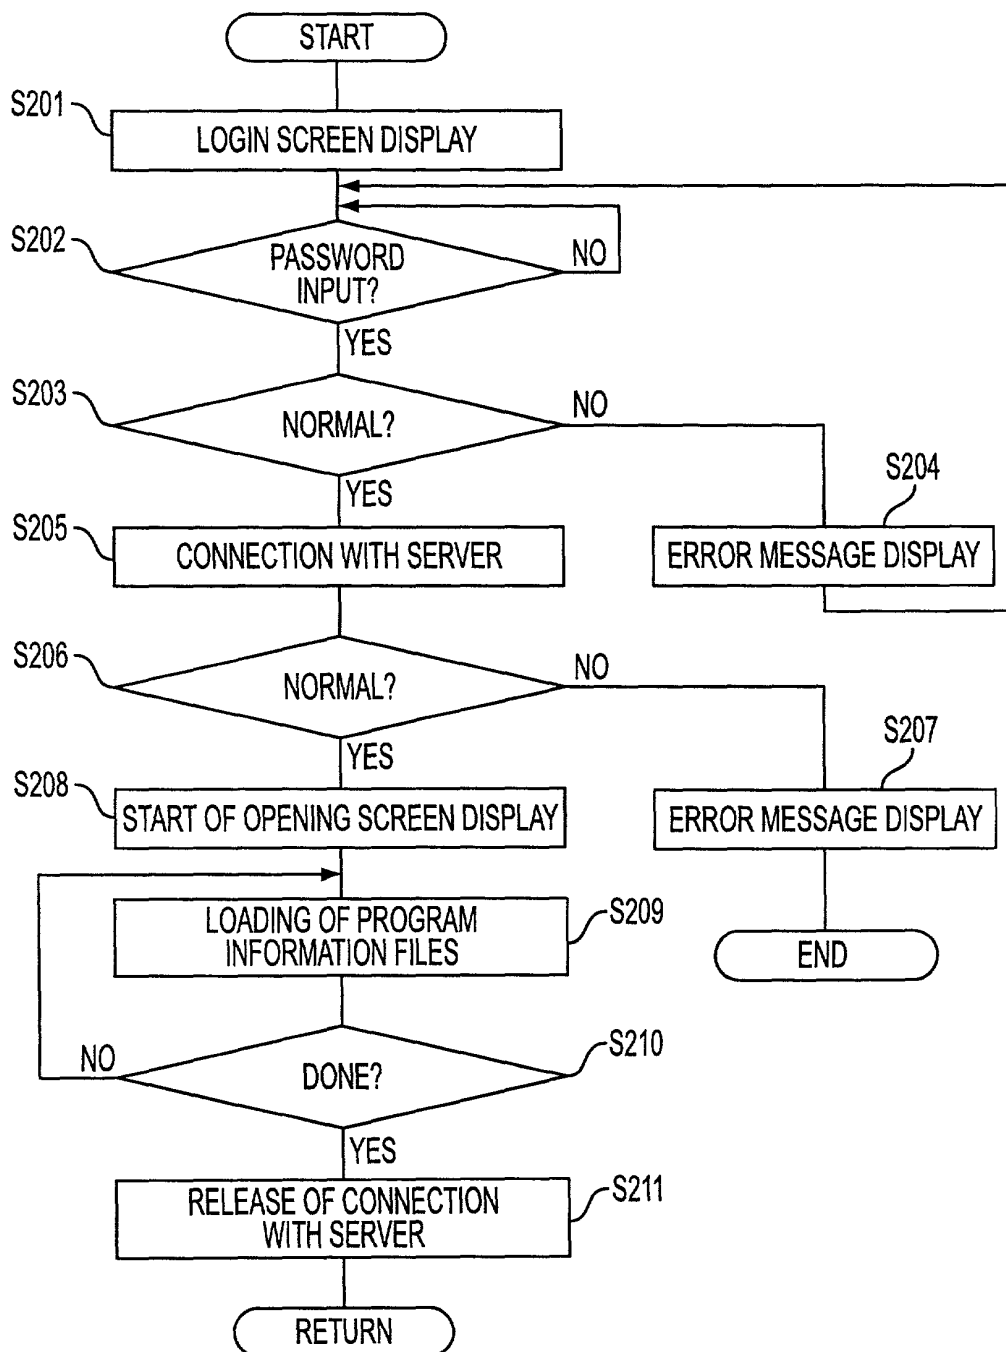 START
S201
LOGIN SCREEN DISPLAY
S202
PASSWORD
INPUT?
NO
YES
S203
NORMAL?
NO
YES
S204
ERROR MESSAGE DISPLAY
S205
CONNECTION WITH SERVER
S206
NORMAL?
NO
YES
S207
ERROR MESSAGE DISPLAY
END
S208
START OF OPENING SCREEN DISPLAY
LOADING OF PROGRAM
INFORMATION FILES
S209
NO
DONE?
S210
YES
RELEASE OF CONNECTION
WITH SERVER
S211
RETURN